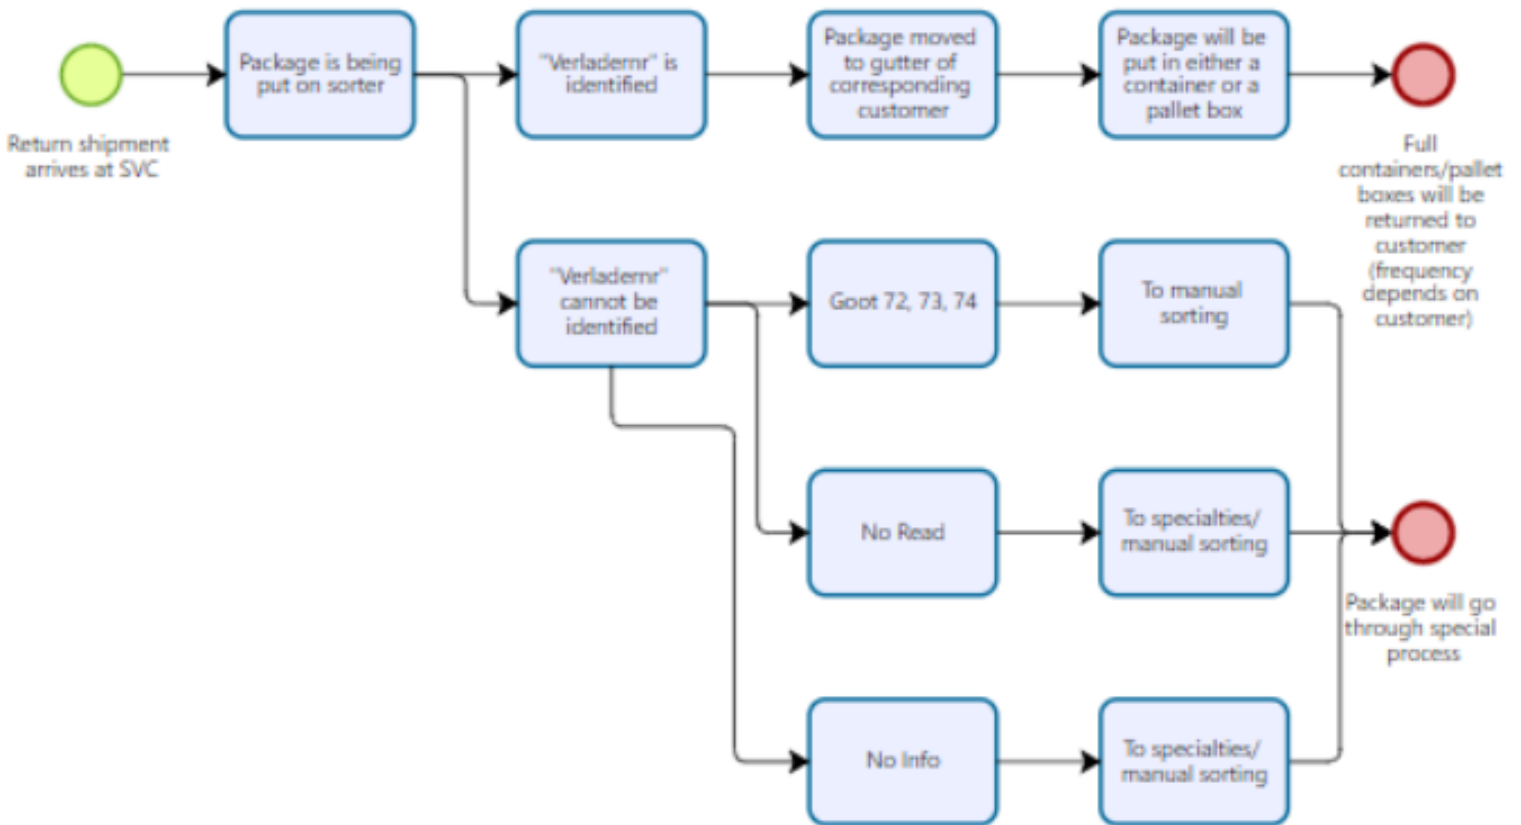 Return shipment
arrives at SVC
Package is being
put on sorter
"Verladernr" is
identified
Package moved
to gutter of
corresponding
customer
Package will be
put in either a
container or a
pallet box
Full
containers/pallet
boxes will be
returned to
customer
(frequency
depends on
customer)
"Verladernr"
cannot be
identified
Goot 72, 73, 74
To manual
sorting
No Read
To specialties/
manual sorting
Package will go
through special
process
No Info
To specialties/
manual sorting